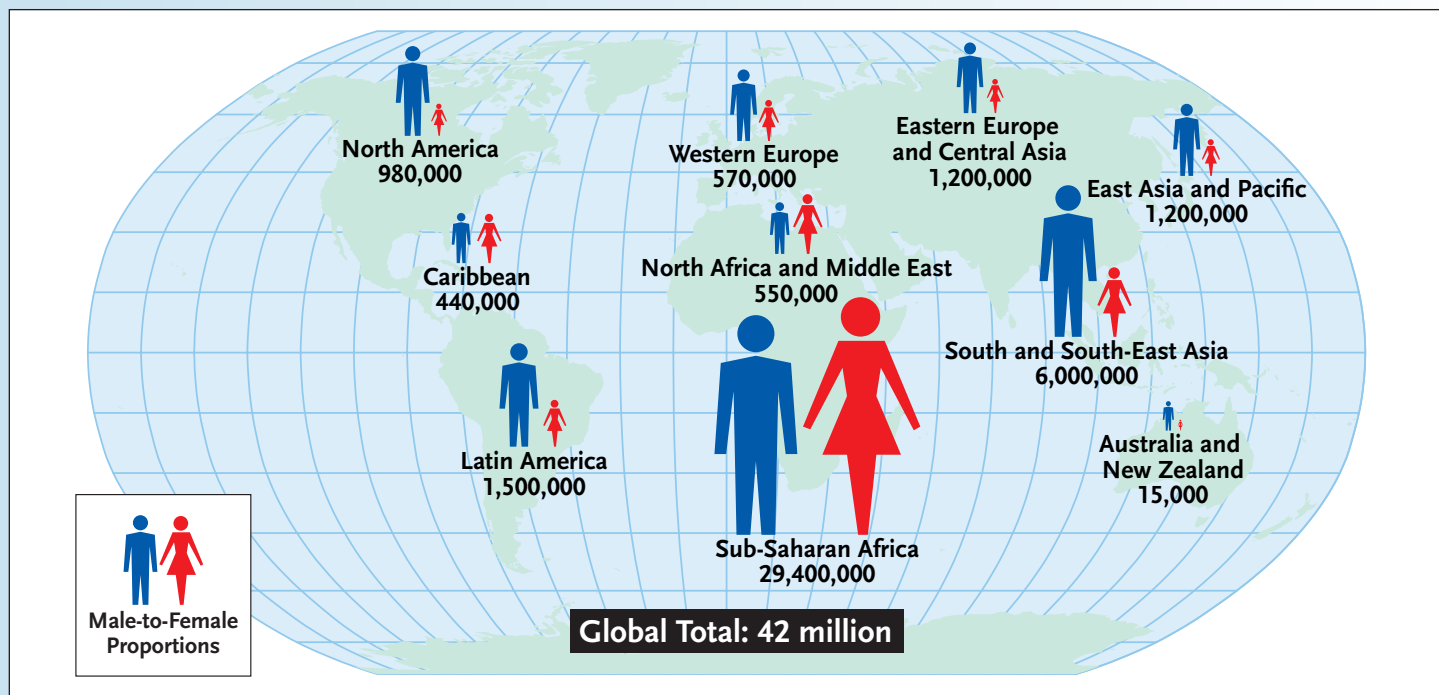 North America
980,000
Western Europe
570,000
Eastern Europe
and Central Asia
1,200,000
East Asia and Pacific
1,200,000
Caribbean
440,000
North Africa and Middle East
550,000
South and South-East Asia
6,000,000
Latin America
1,500,000
Australia and
New Zealand
15,000
Sub-Saharan Africa
29,400,000
Male-to-Female
Proportions
Global Total: 42 million